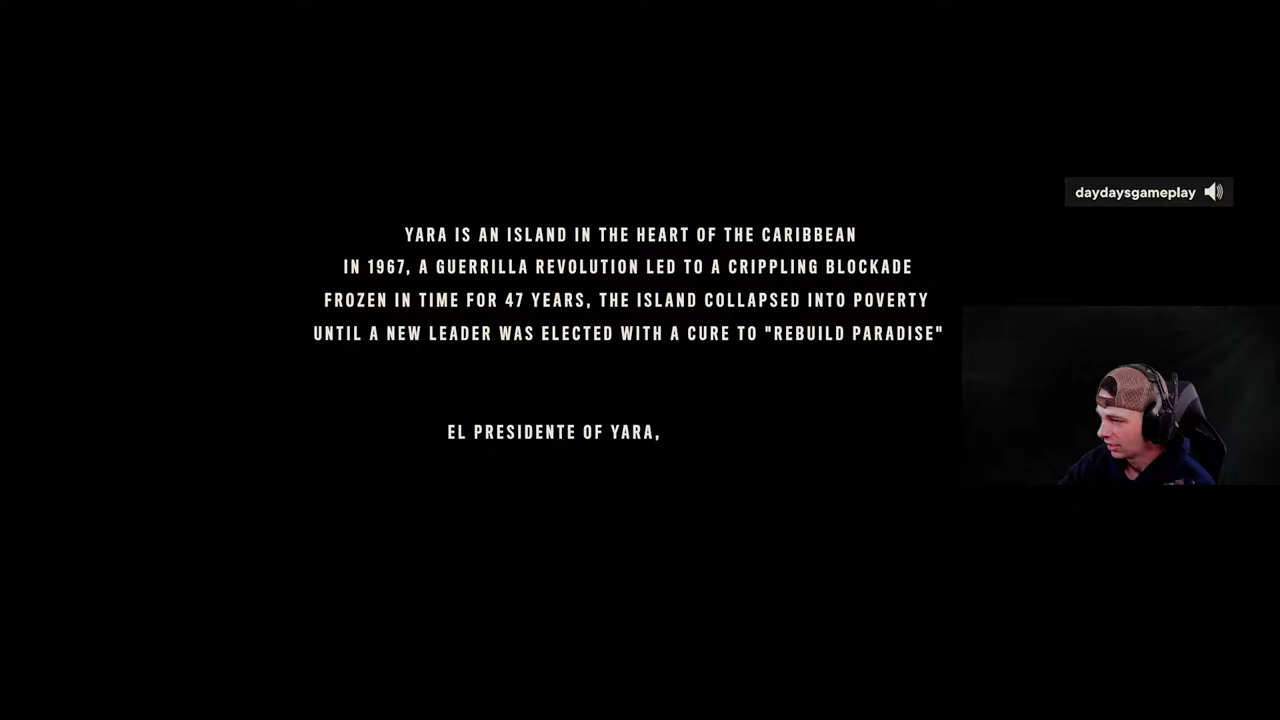 daydaysgameplay
YARA IS AN ISLAND IN THE HEART OF THE CARIBBEAN
IN 1967, A GUERRILLA REVOLUTION LED TO A CRIPPLING BLOCKADE
FROZEN IN TIME FOR 47 YEARS, THE ISLAND COLLAPSED INTO POVERTY
UNTIL A NEW LEADER WAS ELECTED WITH A CURE TO "REBUILD PARADISE"
EL PRESIDENTE OF YARA,